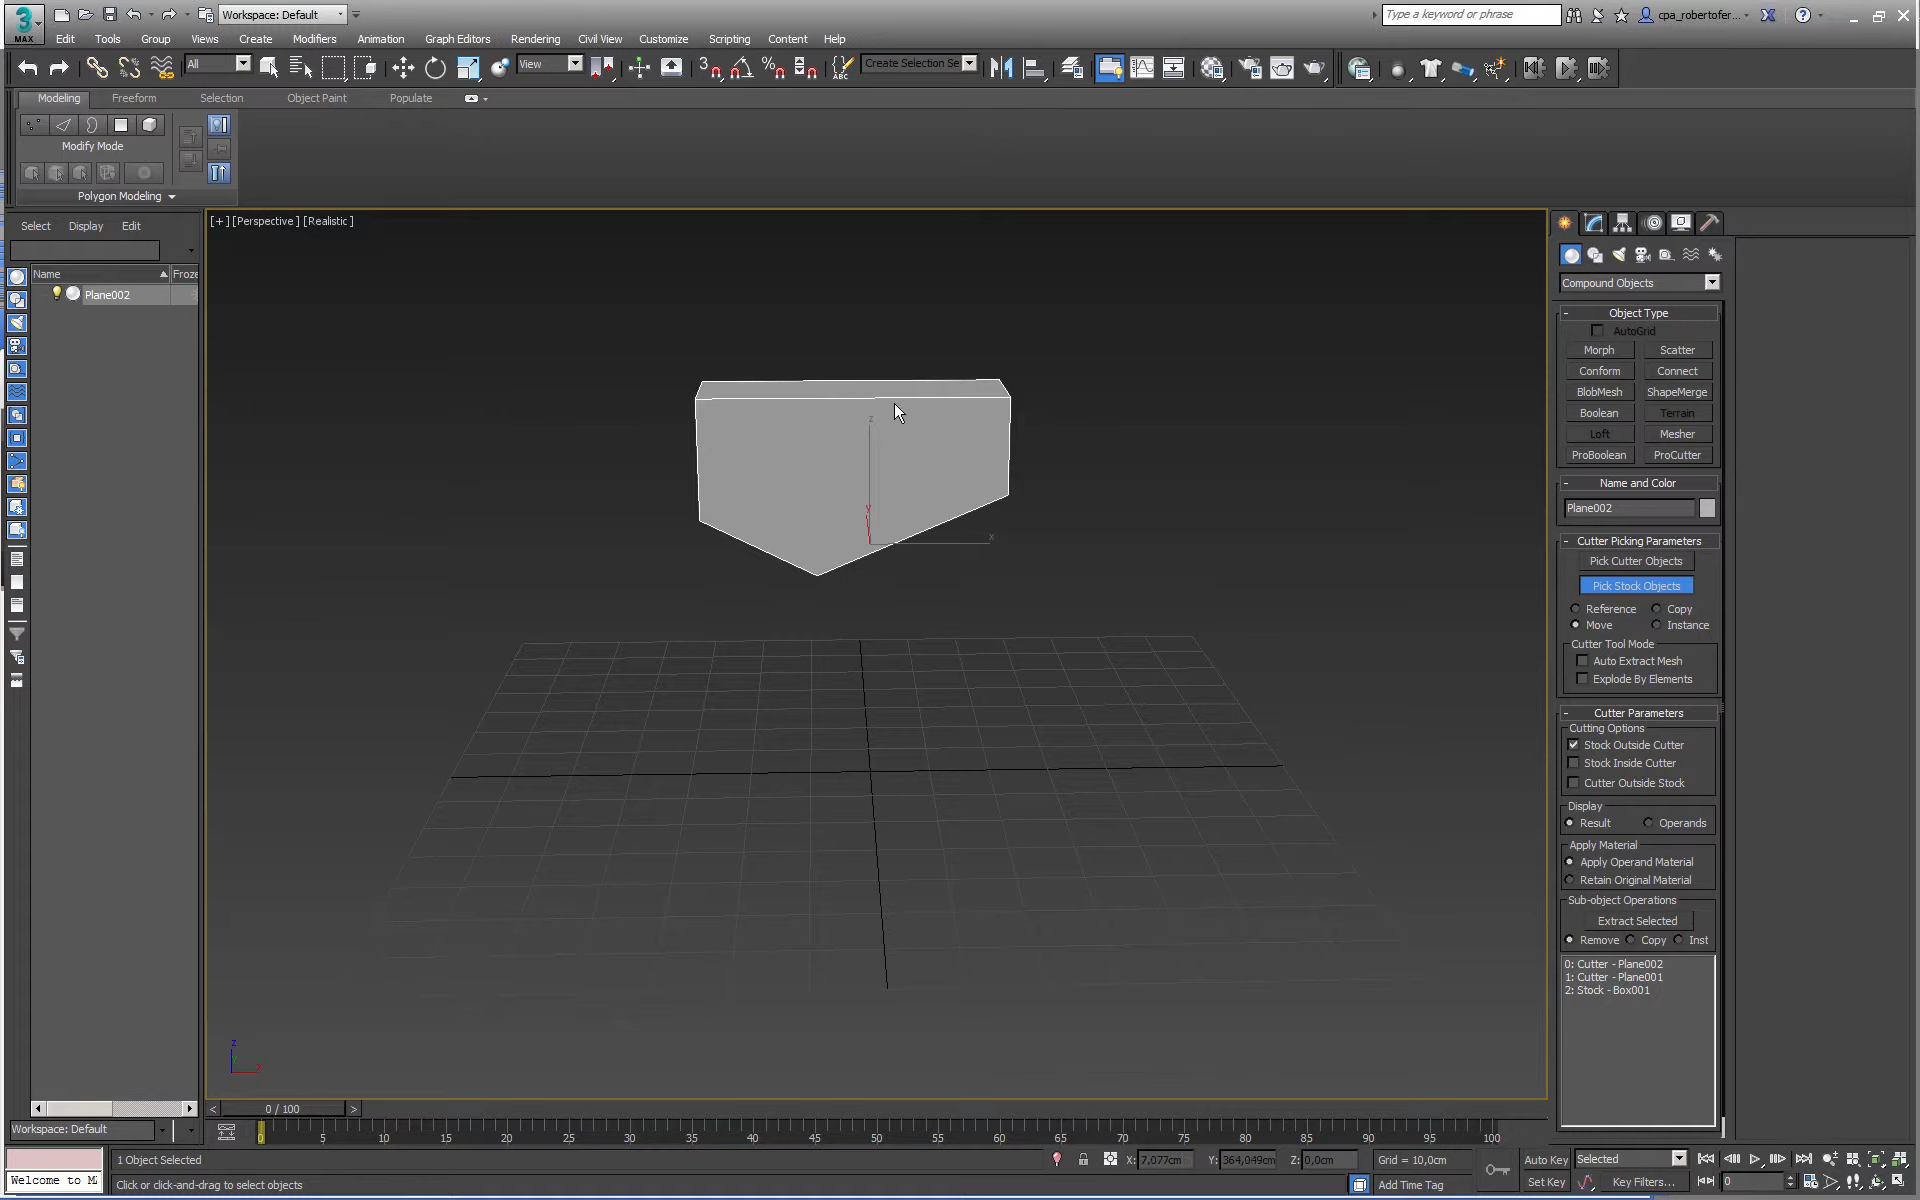 3
MAX
Workspace: Default
Type a keyword or phrase
cpa_robertofer...
Edit
Tools
Group
Views
Create
Modifiers
Animation
Graph Editors
Rendering
Civil View
Customize
Scripting
Content
Help
All
View
3
%
ABC
Create Selection Se
Modeling
Freeform
Selection
Object Paint
Populate
Modify Mode
Polygon Modeling
Select
Display
Edit
Name
Froze
Plane002
[+] [Perspective ] [Realistic ]
z
y
x
z
x
Compound Objects
- Object Type
AutoGrid
Morph
Scatter
Conform
Connect
BlobMesh
ShapeMerge
Boolean
Terrain
Loft
Mesher
ProBoolean
ProCutter
- Name and Color
Plane002
- Cutter Picking Parameters
Pick Cutter Objects
Pick Stock Objects
Reference
Copy
Move
Instance
Cutter Tool Mode
Auto Extract Mesh
Explode By Elements
- Cutter Parameters
Cutting Options
Stock Outside Cutter
Stock Inside Cutter
Cutter Outside Stock
Display
Result
Operands
Apply Material
Apply Operand Material
Retain Original Material
Sub-object Operations
Extract Selected
Remove
Copy
Inst
0: Cutter - Plane002
1: Cutter - Plane001
2: Stock - Box001
< 0 / 100 >
Workspace: Default
0 5 10 15 20 25 30 35 40 45 50 55 60 65 70 75 80 85 90 95 100
1 Object Selected
X: 7,077cm
Y: 364,049cm
Z: 0,0cm
Grid = 10,0cm
Auto Key
Selected
Welcome to M
Click or click-and-drag to select objects
Add Time Tag
Set Key
Key Filters...
0